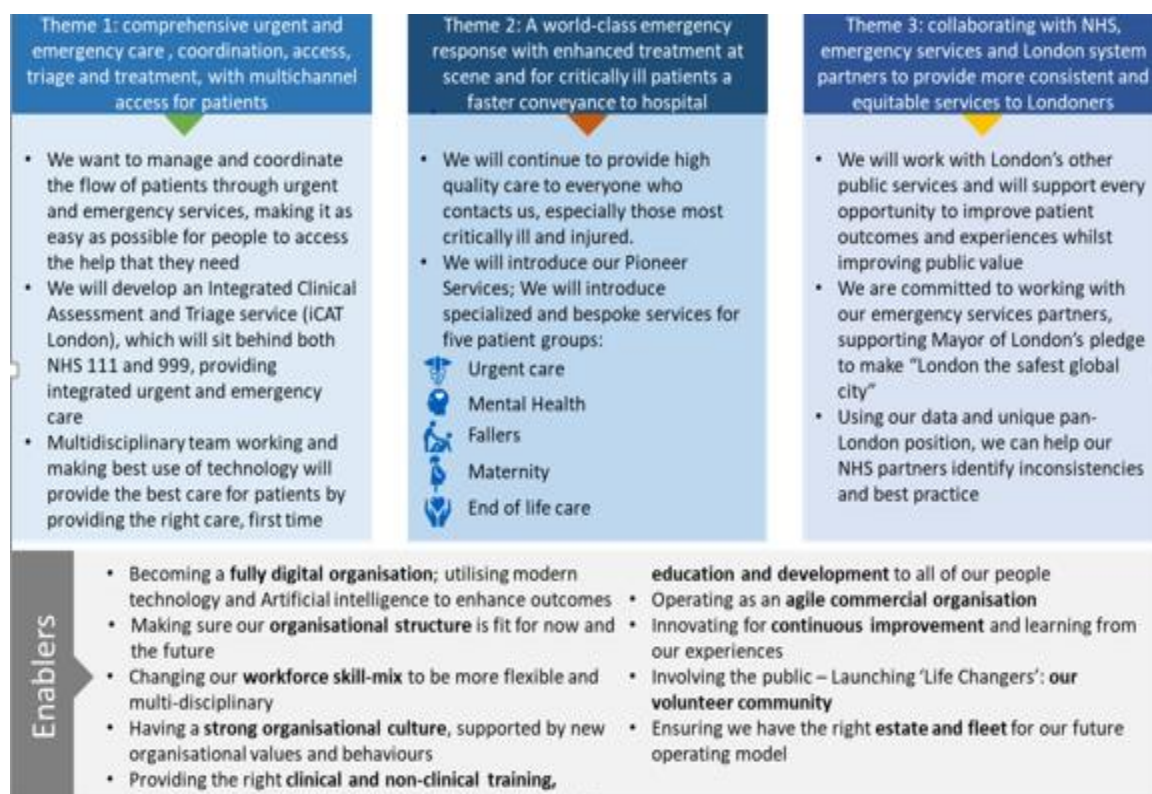 Theme 1: comprehensive urgent and
emergency care , coordination, access,
triage and treatment, with multichannel
access for patients
• We want to manage and coordinate
the flow of patients through urgent
and emergency services, making it as
easy as possible for people to access
the help that they need
• We will develop an Integrated Clinical
Assessment and Triage service (iCAT
London), which will sit behind both
NHS 111 and 999, providing
integrated urgent and emergency
care
• Multidisciplinary team working and
making best use of technology will
provide the best care for patients by
providing the right care, first time
Theme 2: A world-class emergency
response with enhanced treatment at
scene and for critically ill patients a
faster conveyance to hospital
• We will continue to provide high
quality care to everyone who
contacts us, especially those most
critically ill and injured.
• We will introduce our Pioneer
Services; We will introduce
specialized and bespoke services for
five patient groups:
Urgent care
Mental Health
Fallers
Maternity
End of life care
Theme 3: collaborating with NHS,
emergency services and London system
partners to provide more consistent and
equitable services to Londoners
• We will work with London's other
public services and will support every
opportunity to improve patient
outcomes and experiences whilst
improving public value
• We are committed to working with
our emergency services partners,
supporting Mayor of London's pledge
to make "London the safest global
city"
• Using our data and unique pan-
London position, we can help our
NHS partners identify inconsistencies
and best practice
Enablers
• Becoming a fully digital organisation; utilising modern
technology and Artificial intelligence to enhance outcomes
• Making sure our organisational structure is fit for now and
the future
• Changing our workforce skill-mix to be more flexible and
multi-disciplinary
• Having a strong organisational culture, supported by new
organisational values and behaviours
• Providing the right clinical and non-clinical training,
education and development to all of our people
• Operating as an agile commercial organisation
• Innovating for continuous improvement and learning from
our experiences
• Involving the public – Launching 'Life Changers': our
volunteer community
• Ensuring we have the right estate and fleet for our future
operating model